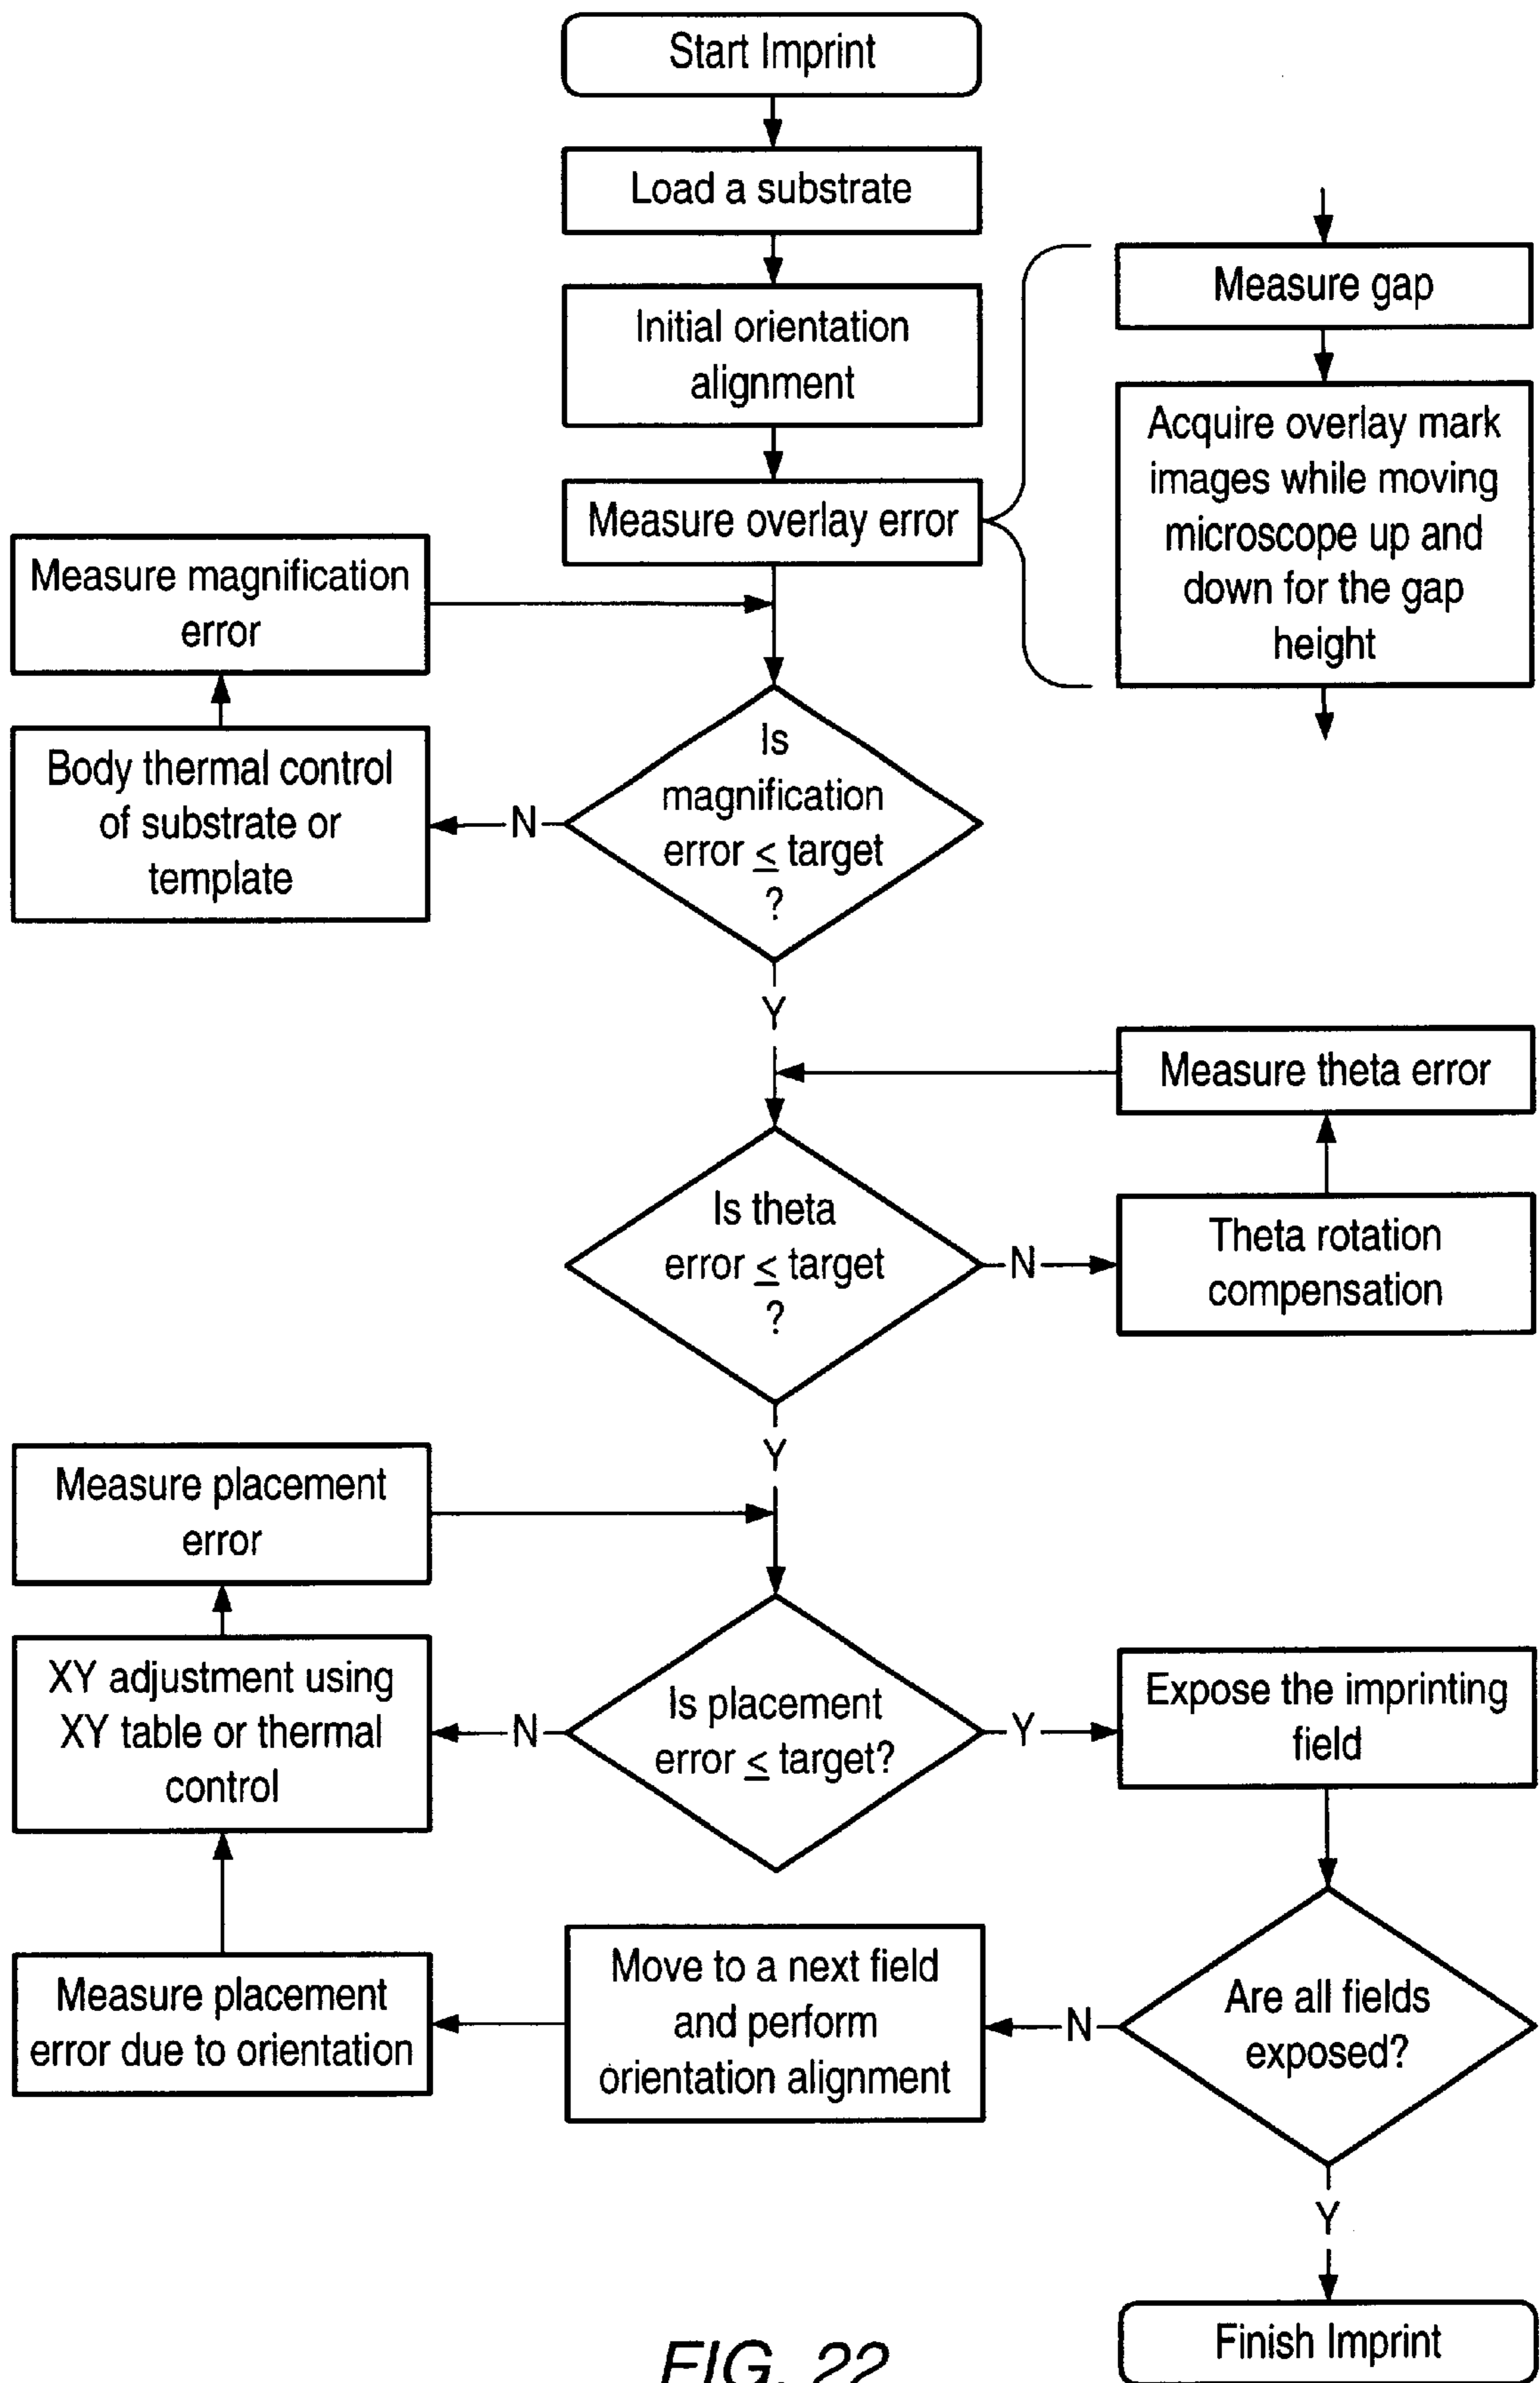 Start Imprint
Load a substrate
Initial orientation
alignment
Measure overlay error
Measure gap
Acquire overlay mark
images while moving
microscope up and
down for the gap
height
Measure magnification
error
Body thermal control
of substrate or
template
N
Is
magnification
error ≤ target
?
Y
Measure theta error
Is theta
error ≤ target
?
N
Theta rotation
compensation
Y
Measure placement
error
XY adjustment using
XY table or thermal
control
N
Is placement
error ≤ target?
Y
Expose the imprinting
field
Measure placement
error due to orientation
Move to a next field
and perform
orientation alignment
N
Are all fields
exposed?
Y
Finish Imprint
FIG. 22